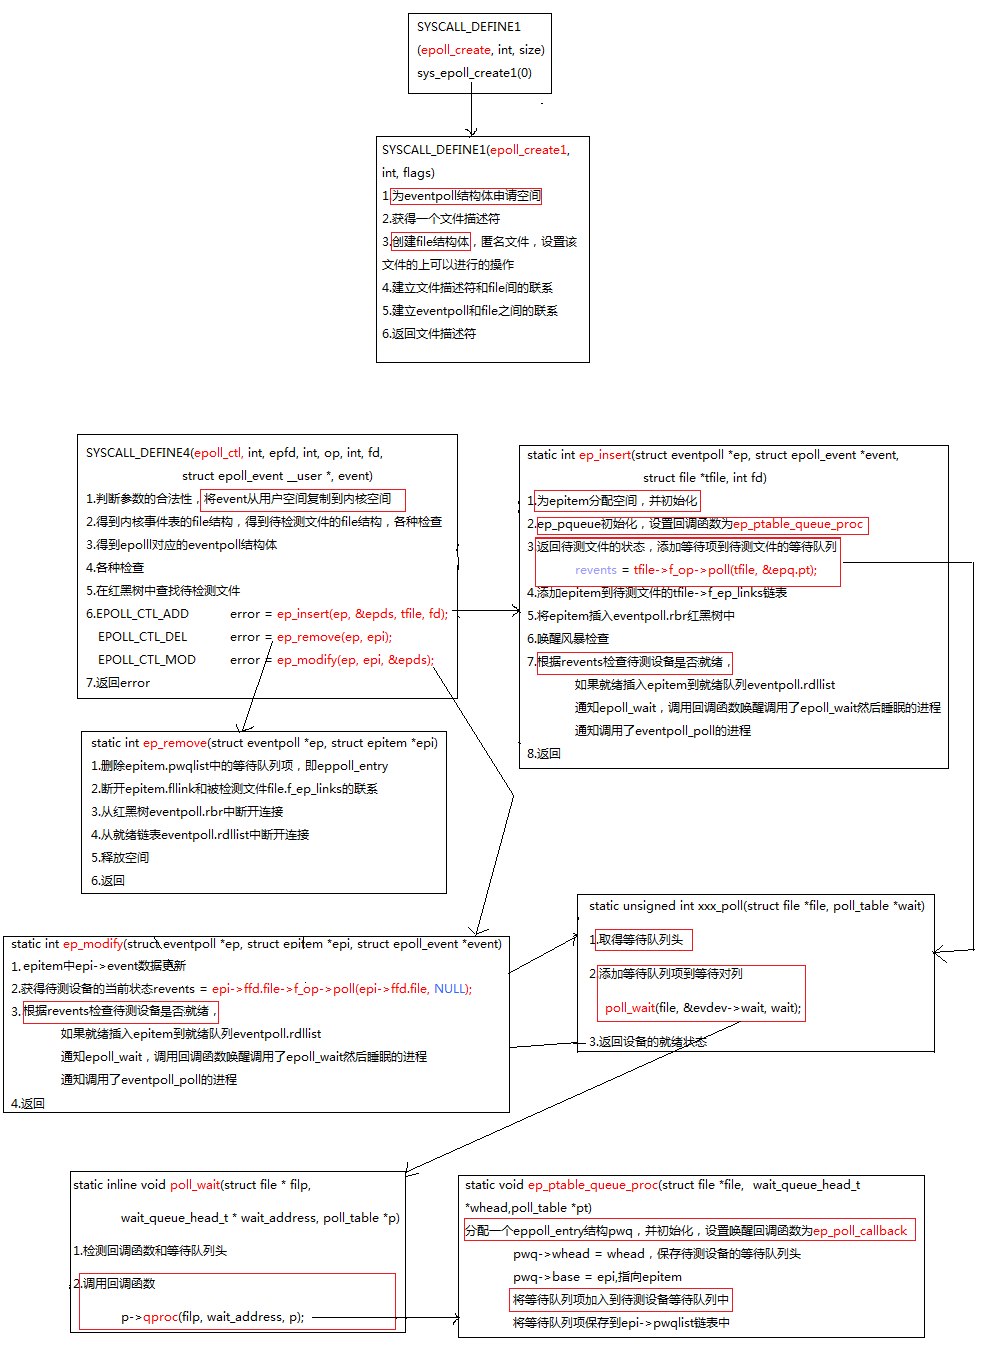 SYSCALL_DEFINE1
(epoll_create, int, size)
sys_epoll_create1(0)
SYSCALL_DEFINE1(epoll_create1,
int, flags)
1.为eventpoll结构体申请空间
2.获得一个文件描述符
3.创建file结构体，匿名文件，设置该
文件的上可以进行的操作
4.建立文件描述符和file间的联系
5.建立eventpoll和file之间的联系
6.返回文件描述符
SYSCALL_DEFINE4(epoll_ctl, int, epfd, int, op, int, fd,
struct epoll_event __user *, event)
1.判断参数的合法性，将event从用户空间复制到内核空间
2.得到内核事件表的file结构，得到待检测文件的file结构，各种检查
3.得到epolll对应的eventpoll结构体
4.各种检查
5.在红黑树中查找待检测文件
6.EPOLL_CTL_ADD error = ep_insert(ep, &epds, tfile, fd);
EPOLL_CTL_DEL error = ep_remove(ep, epi);
EPOLL_CTL_MOD error = ep_modify(ep, epi, &epds);
7.返回error
static int ep_insert(struct eventpoll *ep, struct epoll_event *event,
struct file *tfile, int fd)
1.为epitem分配空间，并初始化
2.ep_pqueue初始化，设置回调函数为ep_ptable_queue_proc
3.返回待测文件的状态，添加等待项到待测文件的等待队列
revents = tfile->f_op->poll(tfile, &epq.pt);
4.添加epitem到待测文件的tfile->f_ep_links链表
5.将epitem插入eventpoll.rbr红黑树中
6.唤醒风暴检查
7.根据revents检查待测设备是否就绪，
如果就绪插入epitem到就绪队列eventpoll.rdllist
通知epoll_wait，调用回调函数唤醒调用了epoll_wait然后睡眠的进程
通知调用了eventpoll_poll的进程
8.返回
static int ep_remove(struct eventpoll *ep, struct epitem *epi)
1.删除epitem.pwqlist中的等待队列项，即eppoll_entry
2.断开epitem.fllink和被检测文件file.f_ep_links的联系
3.从红黑树eventpoll.rbr中断开连接
4.从就绪链表eventpoll.rdllist中断开连接
5.释放空间
6.返回
static unsigned int xxx_poll(struct file *file, poll_table *wait)
1.取得等待队列头
2 添加等待队列项到等待对列
poll_wait(file, &evdev->wait, wait);
3.返回设备的就绪状态
static int ep_modify(struct eventpoll *ep, struct epitem *epi, struct epoll_event *event)
1. epitem中epi->event数据更新
2.获得待测设备的当前状态revents = epi->ffd.file->f_op->poll(epi->ffd.file, NULL);
3. 根据revents检查待测设备是否就绪，
如果就绪插入epitem到就绪队列eventpoll.rdllist
通知epoll_wait，调用回调函数唤醒调用了epoll_wait然后睡眠的进程
通知调用了eventpoll_poll的进程
4.返回
static inline void poll_wait(struct file * filp,
wait_queue_head_t * wait_address, poll_table *p)
1.检测回调函数和等待队列头
2.调用回调函数
p->qproc(filp, wait_address, p);
static void ep_ptable_queue_proc(struct file *file, wait_queue_head_t
*whead,poll_table *pt)
分配一个eppoll_entry结构pwq，并初始化，设置唤醒回调函数为ep_poll_callback
pwq->whead = whead，保存待测设备的等待队列头
pwq->base = epi,指向epitem
将等待队列项加入到待测设备等待队列中
将等待队列项保存到epi->pwqlist链表中